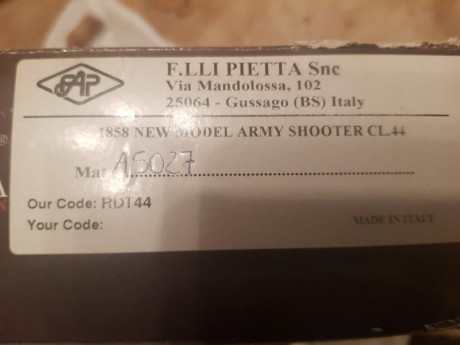 FAP
F.LLI PIETTA Snc
Via Mandolossa, 102
25064 - Gussago (BS) Italy
1858 NEW MODEL ARMY SHOOTER CL.44
Mat. A5027
Our Code: RDT44
Your Code:
MADE IN ITALY